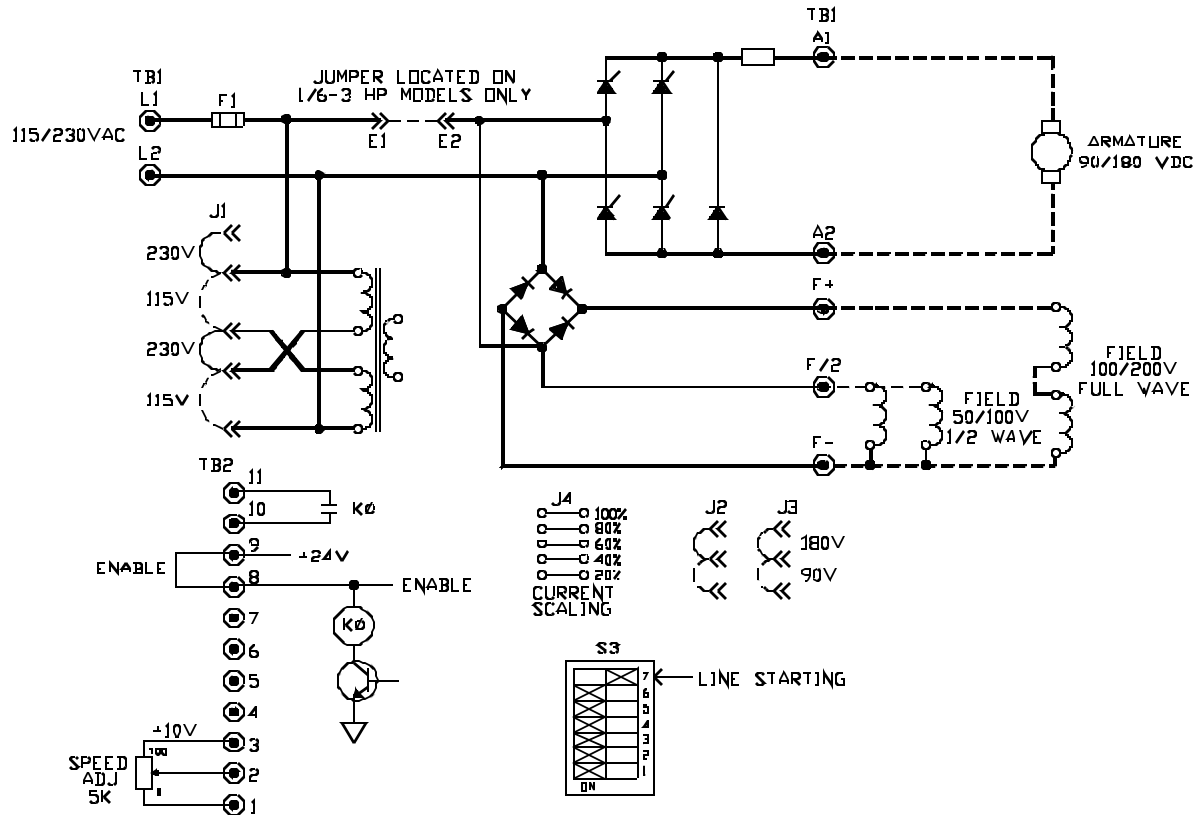 TB1
A1
JUMPER LOCATED ON
1/6-3 HP MODELS ONLY
TB1
L1
F1
115/230VAC
E1
E2
L2
ARMATURE
90/180 VDC
J1
230V
115V
230V
115V
A2
F+
F/2
F-
FIELD
100/200V
FULL WAVE
FIELD
50/100V
1/2 WAVE
TB2
11
10
KØ
9
+24V
ENABLE
8
ENABLE
KØ
7
6
5
4
+10V
3
SPEED
ADJ
5K
100
2
0
1
J4
100%
80%
60%
40%
20%
CURRENT
SCALING
J2
J3
180V
90V
S3
7
LINE STARTING
6
5
4
3
2
1
ON